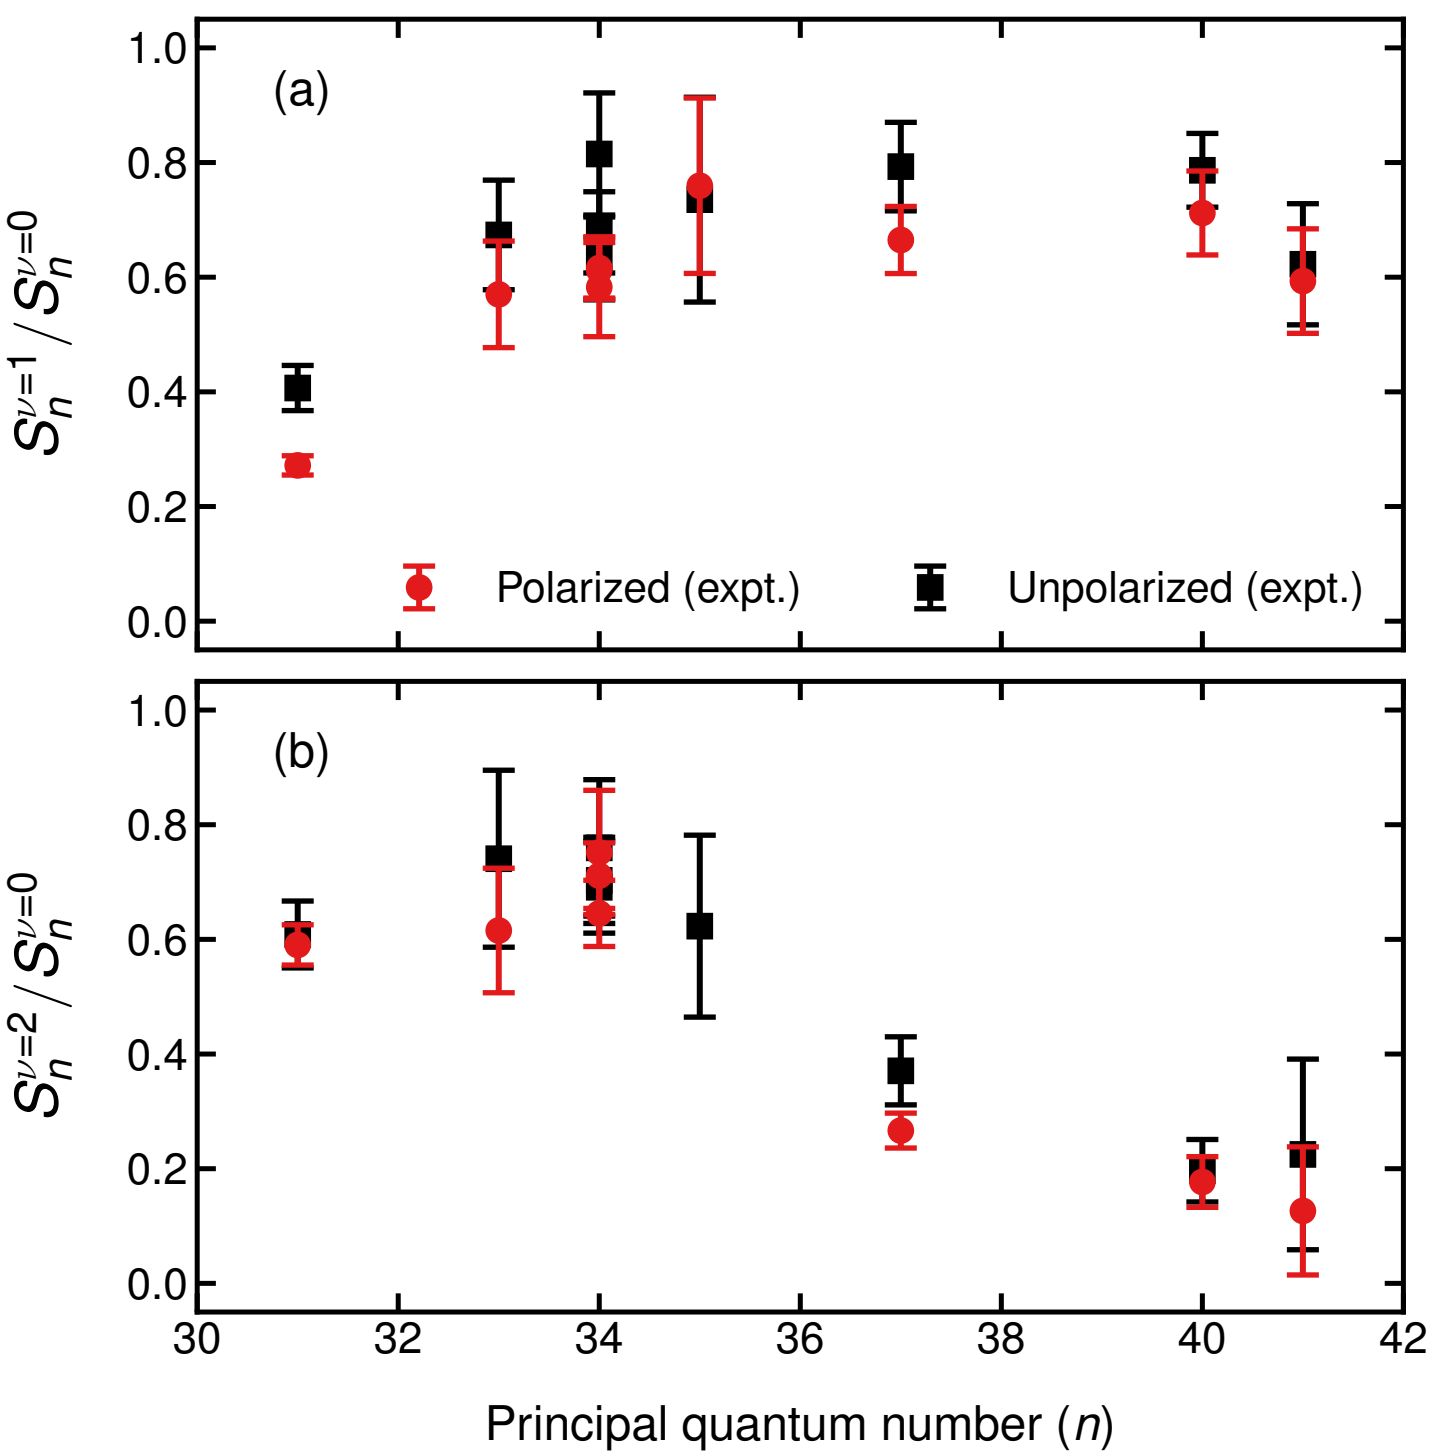 1.0
(a)
0.8
0.6
0.4
0.2
0.0
S_n^{ν=1} / S_n^{ν=0}
Polarized (expt.)
Unpolarized (expt.)
1.0
(b)
0.8
0.6
0.4
0.2
0.0
S_n^{ν=2} / S_n^{ν=0}
30 32 34 36 38 40 42
Principal quantum number (n)